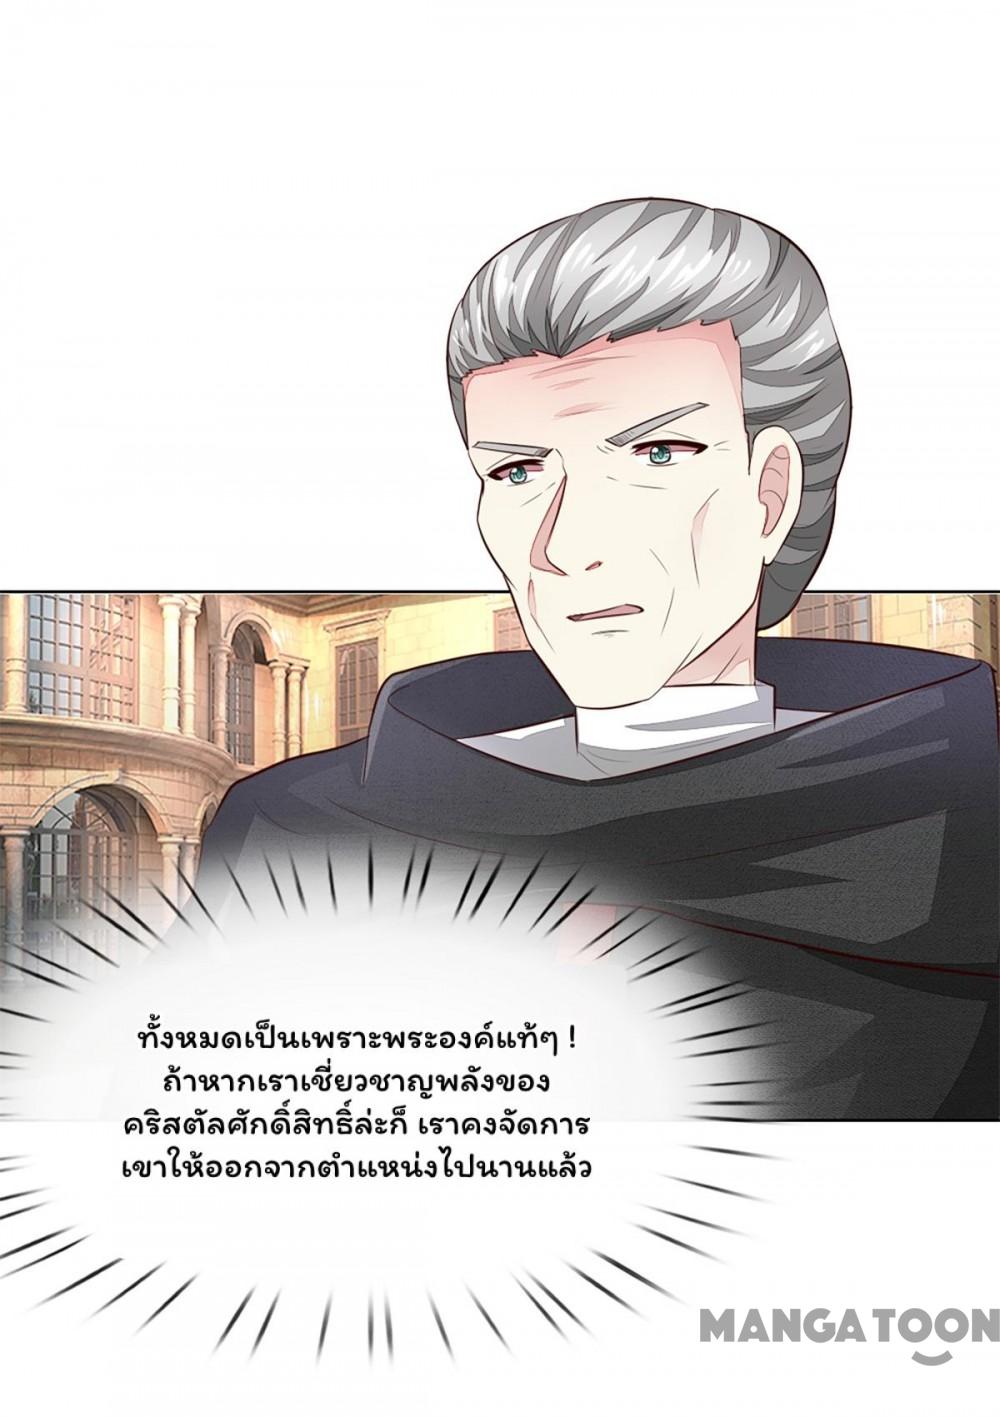 ทั้งหมดเป็นเพราะพระองค์แท้ๆ !
ถ้าหากเราเชี่ยวชาญพลังของ
คริสตัลศักดิ์สิทธิ์ล่ะก็ เราคงจัดการ
เขาให้ออกจากตำแหน่งไปนานแล้ว
MANGATOON